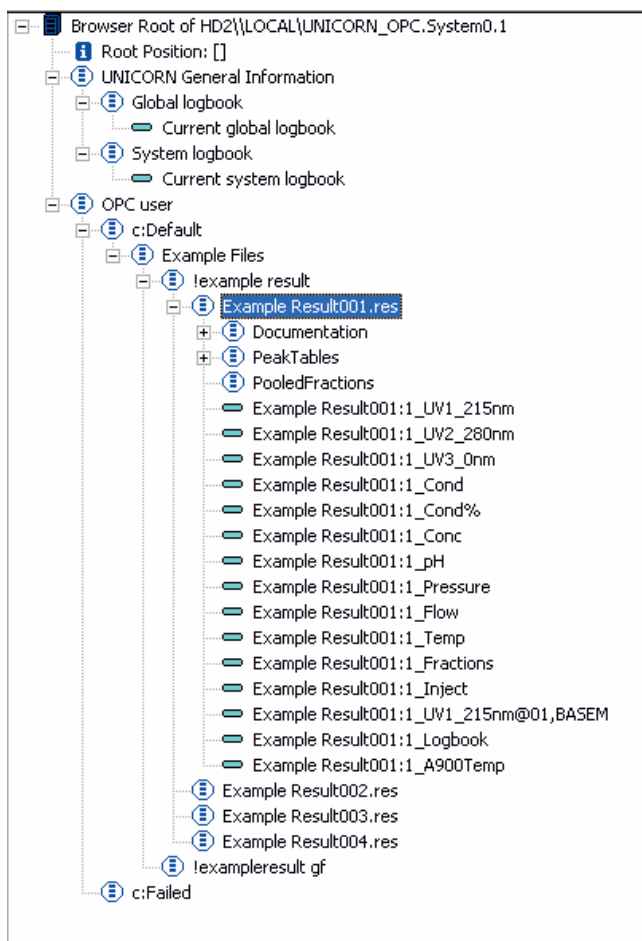 Browser Root of HD2\\LOCAL\UNICORN_OPC.System0.1
Root Position: []
UNICORN General Information
Global logbook
Current global logbook
System logbook
Current system logbook
OPC user
c:Default
Example Files
!example result
Example Result001.res
Documentation
PeakTables
PooledFractions
Example Result001:1_UV1_215nm
Example Result001:1_UV2_280nm
Example Result001:1_UV3_0nm
Example Result001:1_Cond
Example Result001:1_Cond%
Example Result001:1_Conc
Example Result001:1_pH
Example Result001:1_Pressure
Example Result001:1_Flow
Example Result001:1_Temp
Example Result001:1_Fractions
Example Result001:1_Inject
Example Result001:1_UV1_215nm@01,BASEM
Example Result001:1_Logbook
Example Result001:1_A900Temp
Example Result002.res
Example Result003.res
Example Result004.res
!exampleresult gf
c:Failed